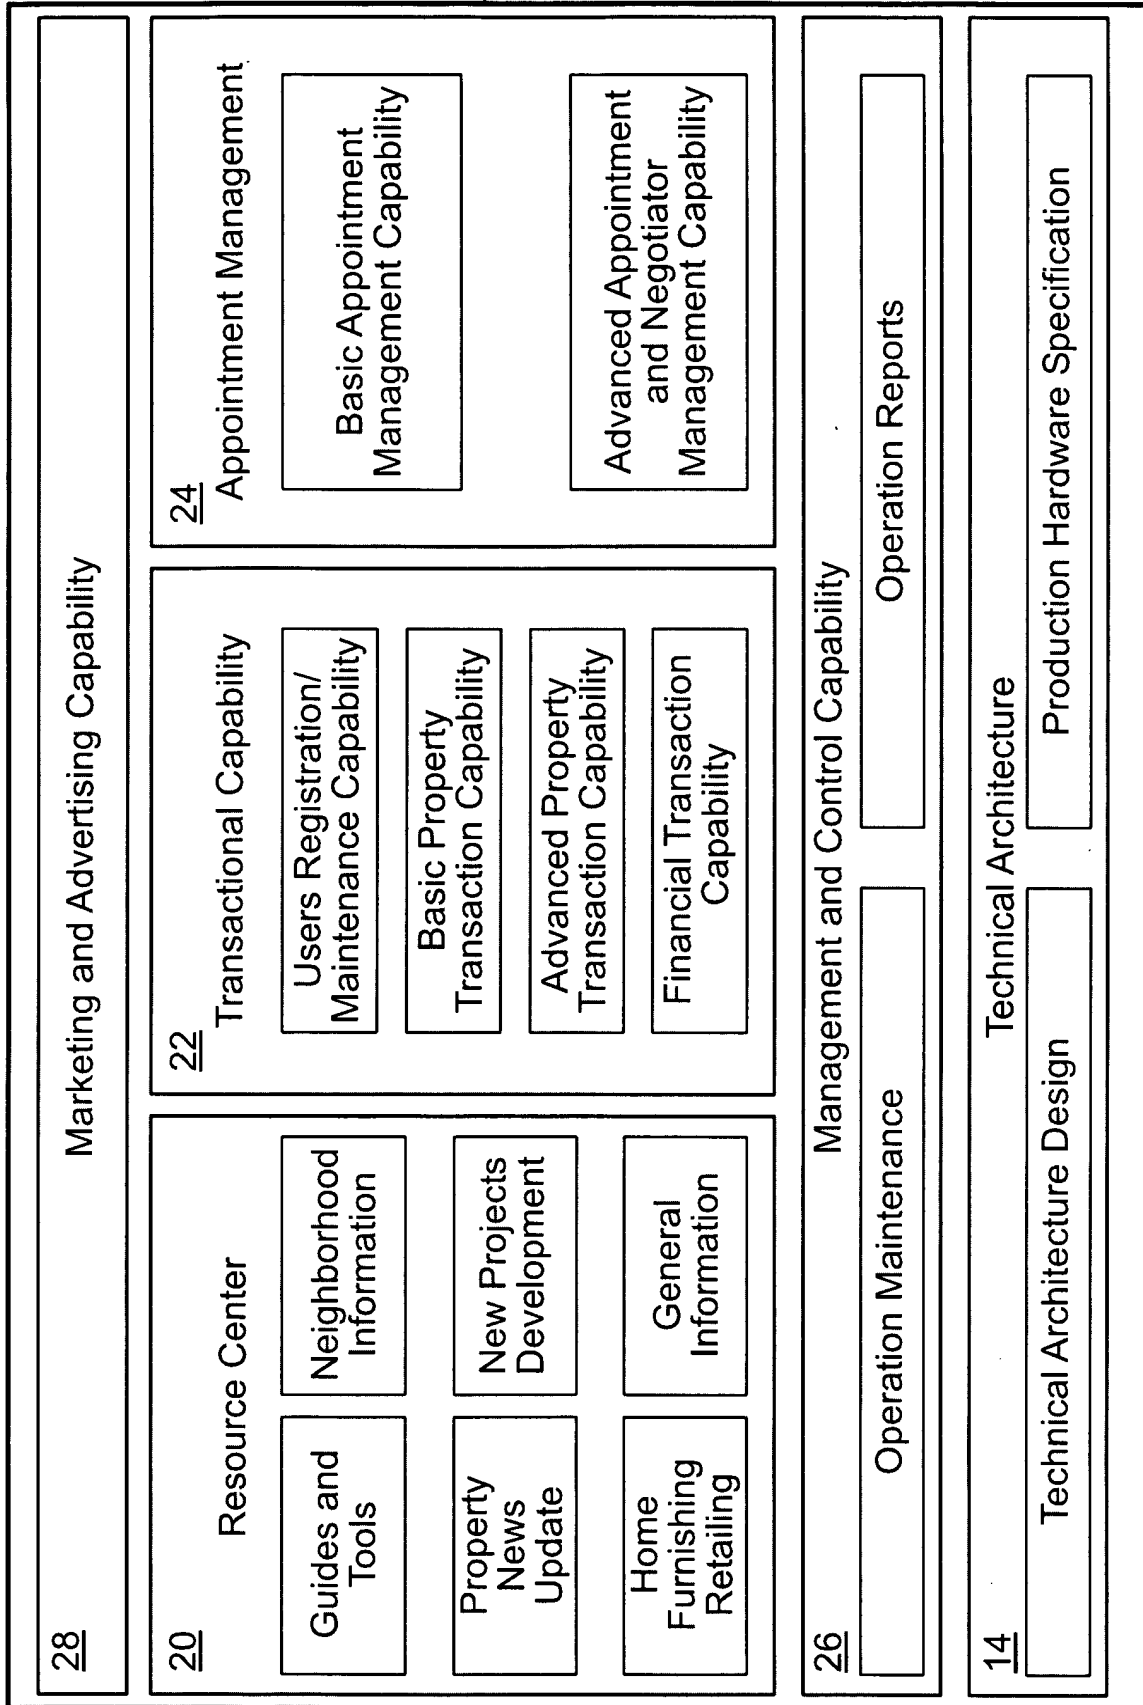 28
Marketing and Advertising Capability
20
Resource Center
Guides and
Tools
Neighborhood
Information
Property
News
Update
New Projects
Development
Home
Furnishing
Retailing
General
Information
22
Transactional Capability
Users Registration/
Maintenance Capability
Basic Property
Transaction Capability
Advanced Property
Transaction Capability
Financial Transaction
Capability
24
Appointment Management
Basic Appointment
Management Capability
Advanced Appointment
and Negotiator
Management Capability
26
Management and Control Capability
Operation Maintenance
Operation Reports
14
Technical Architecture
Technical Architecture Design
Production Hardware Specification